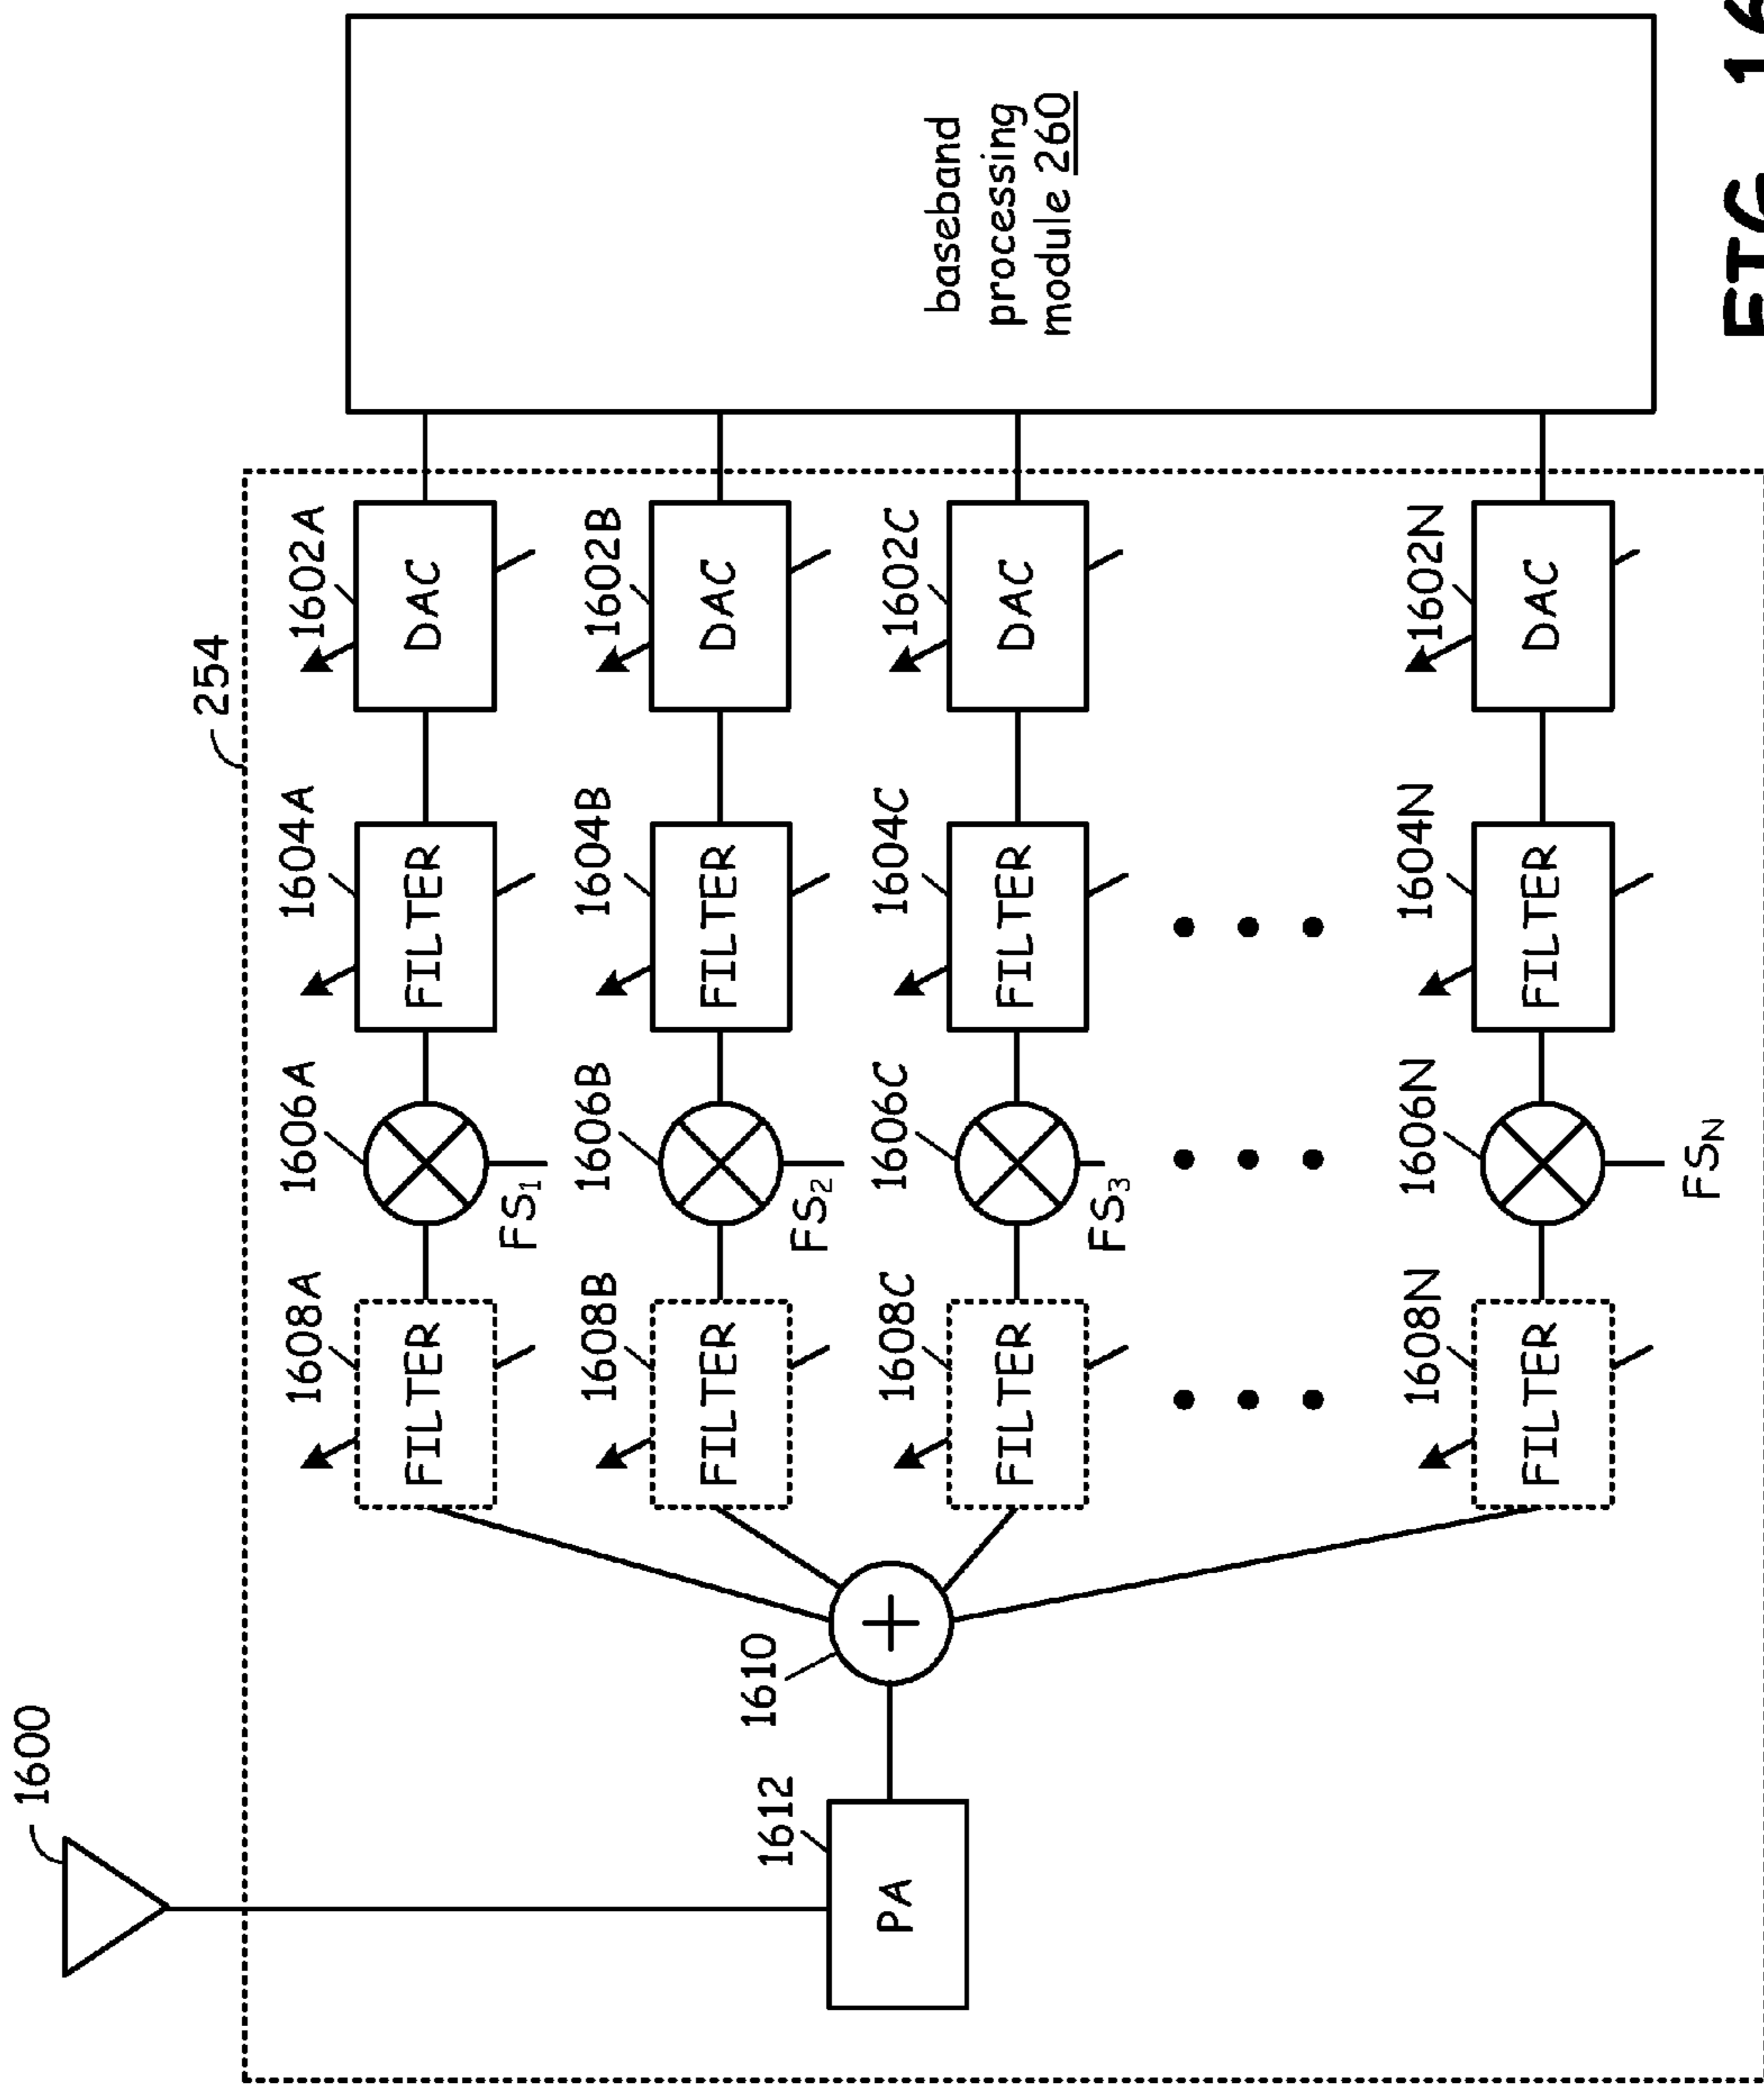 1600
254
1608A
1606A
1604A
1602A
FILTER
FILTER
DAC
FS1
1608B
1606B
1604B
1602B
FILTER
FILTER
DAC
FS2
1612
1610
PA
1608C
1606C
1604C
1602C
FILTER
FILTER
DAC
FS3
baseband
processing
module 260
1608N
1606N
1604N
1602N
FILTER
FILTER
DAC
FSN
FIG 16